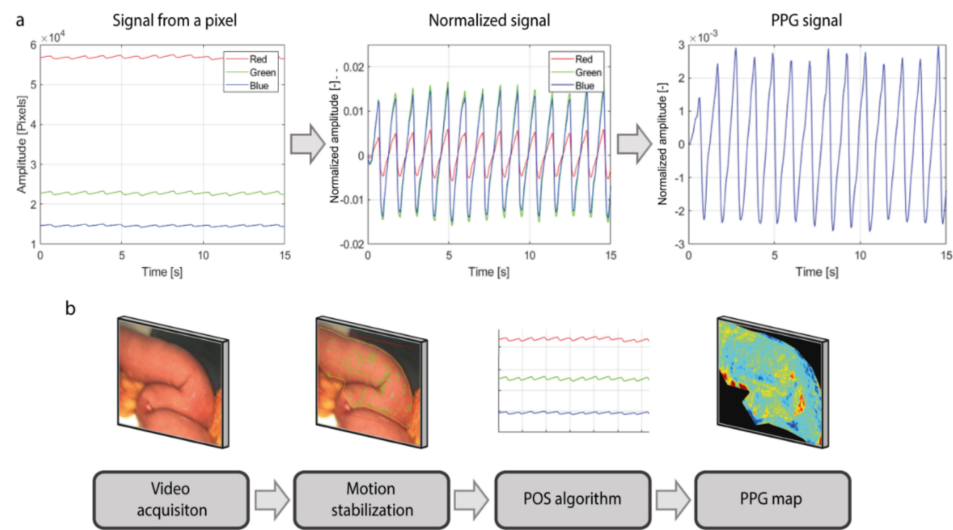 a
Signal from a pixel
Normalized signal
PPG signal
×10⁴
6
5
4
3
2
1
Amplitude [Pixels]
0 5 10 15
Time [s]
Red
Green
Blue
0.02
0.01
0
-0.01
-0.02
Normalized amplitude [-]
0 5 10 15
Time [s]
Red
Green
Blue
×10⁻³
3
2
1
0
-1
-2
-3
Normalized amplitude [-]
0 5 10 15
Time [s]
b
Video
acquisiton
Motion
stabilization
POS algorithm
PPG map